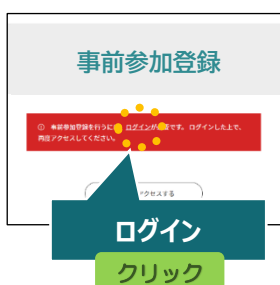 事前参加登録
① 事前参加登録を行うには ログインが必要です。 ログインした上で、
再度アクセスしてください。
アクセスする
ログイン
クリック